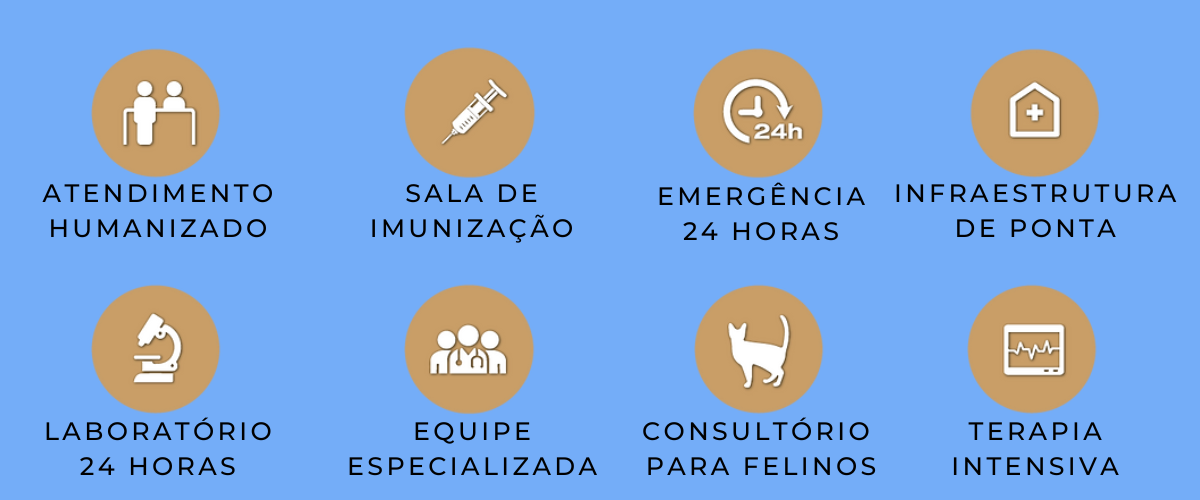 24h
ATENDIMENTO
HUMANIZADO
SALA DE
IMUNIZAÇÃO
EMERGÊNCIA
24 HORAS
INFRAESTRUTURA
DE PONTA
LABORATÓRIO
24 HORAS
EQUIPE
ESPECIALIZADA
CONSULTÓRIO
PARA FELINOS
TERAPIA
INTENSIVA